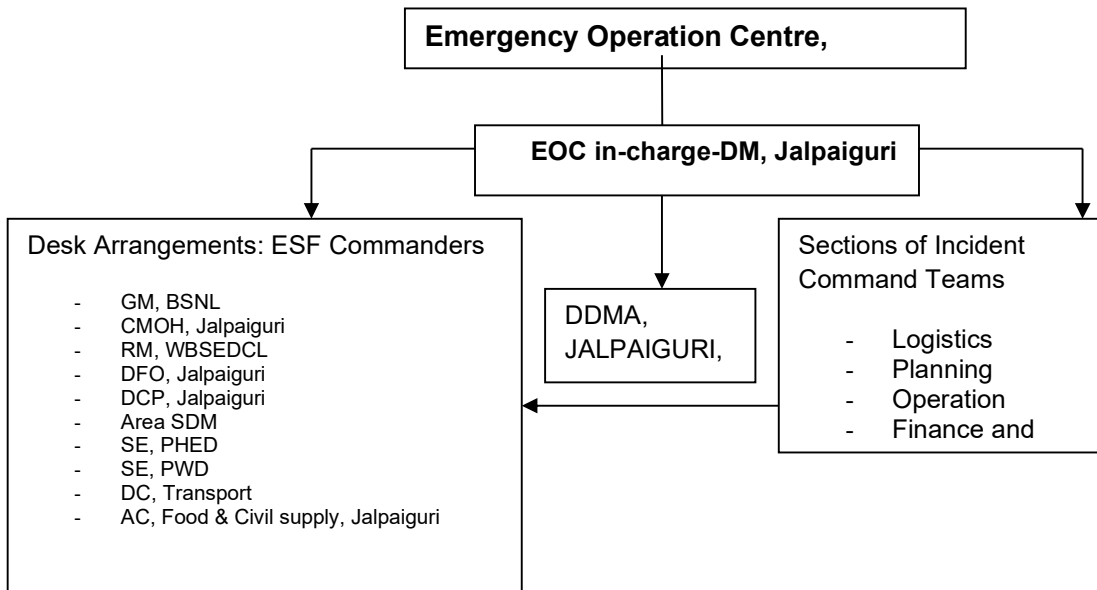 Emergency Operation Centre,
EOC in-charge-DM, Jalpaiguri
Desk Arrangements: ESF Commanders
- GM, BSNL
- CMOH, Jalpaiguri
- RM, WBSEDCL
- DFO, Jalpaiguri
- DCP, Jalpaiguri
- Area SDM
- SE, PHED
- SE, PWD
- DC, Transport
- AC, Food & Civil supply, Jalpaiguri
DDMA,
JALPAIGURI,
Sections of Incident
Command Teams
- Logistics
- Planning
- Operation
- Finance and